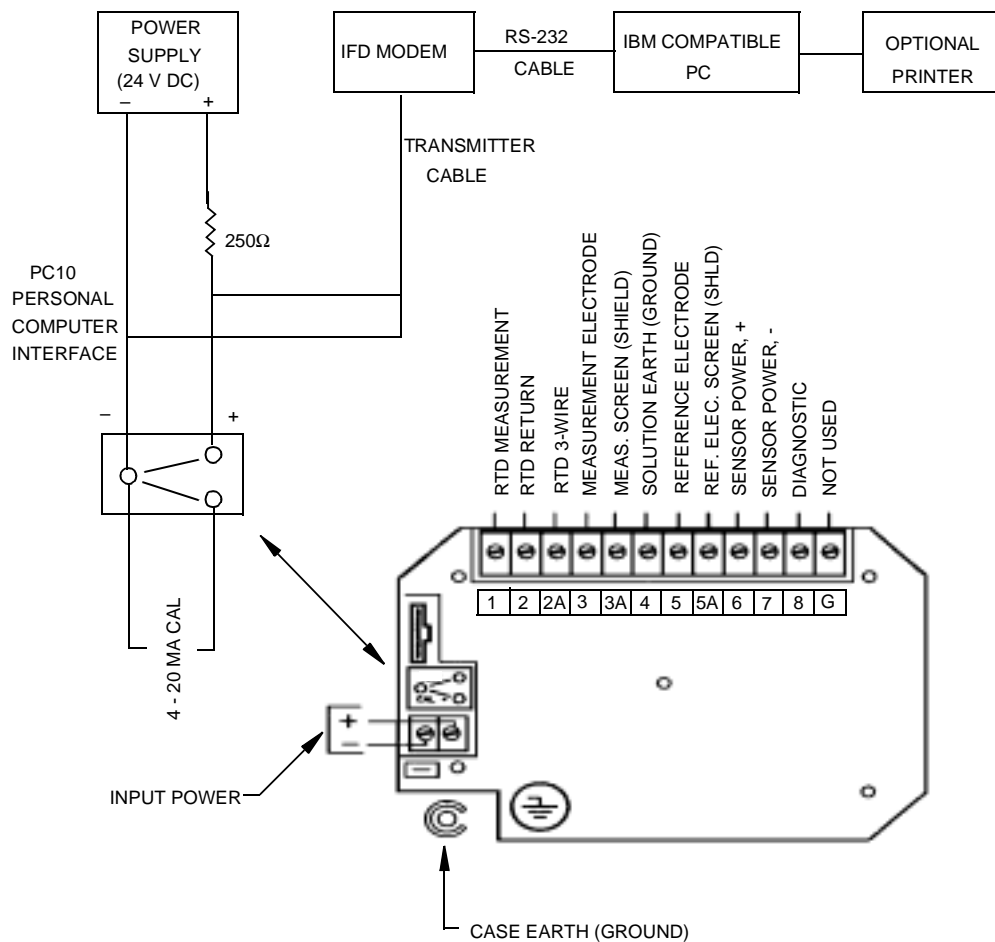 POWER
SUPPLY
(24 V DC)
– +
IFD MODEM
RS-232
CABLE
IBM COMPATIBLE
PC
OPTIONAL
PRINTER
TRANSMITTER
CABLE
250Ω
PC10
PERSONAL
COMPUTER
INTERFACE
– +
4 - 20 MA CAL
RTD MEASUREMENT
RTD RETURN
RTD 3-WIRE
MEASUREMENT ELECTRODE
MEAS. SCREEN (SHIELD)
SOLUTION EARTH (GROUND)
REFERENCE ELECTRODE
REF. ELEC. SCREEN (SHLD)
SENSOR POWER, +
SENSOR POWER, -
DIAGNOSTIC
NOT USED
1 2 2A 3 3A 4 5 5A 6 7 8 G
CAL +
+
–
–
INPUT POWER
CASE EARTH (GROUND)